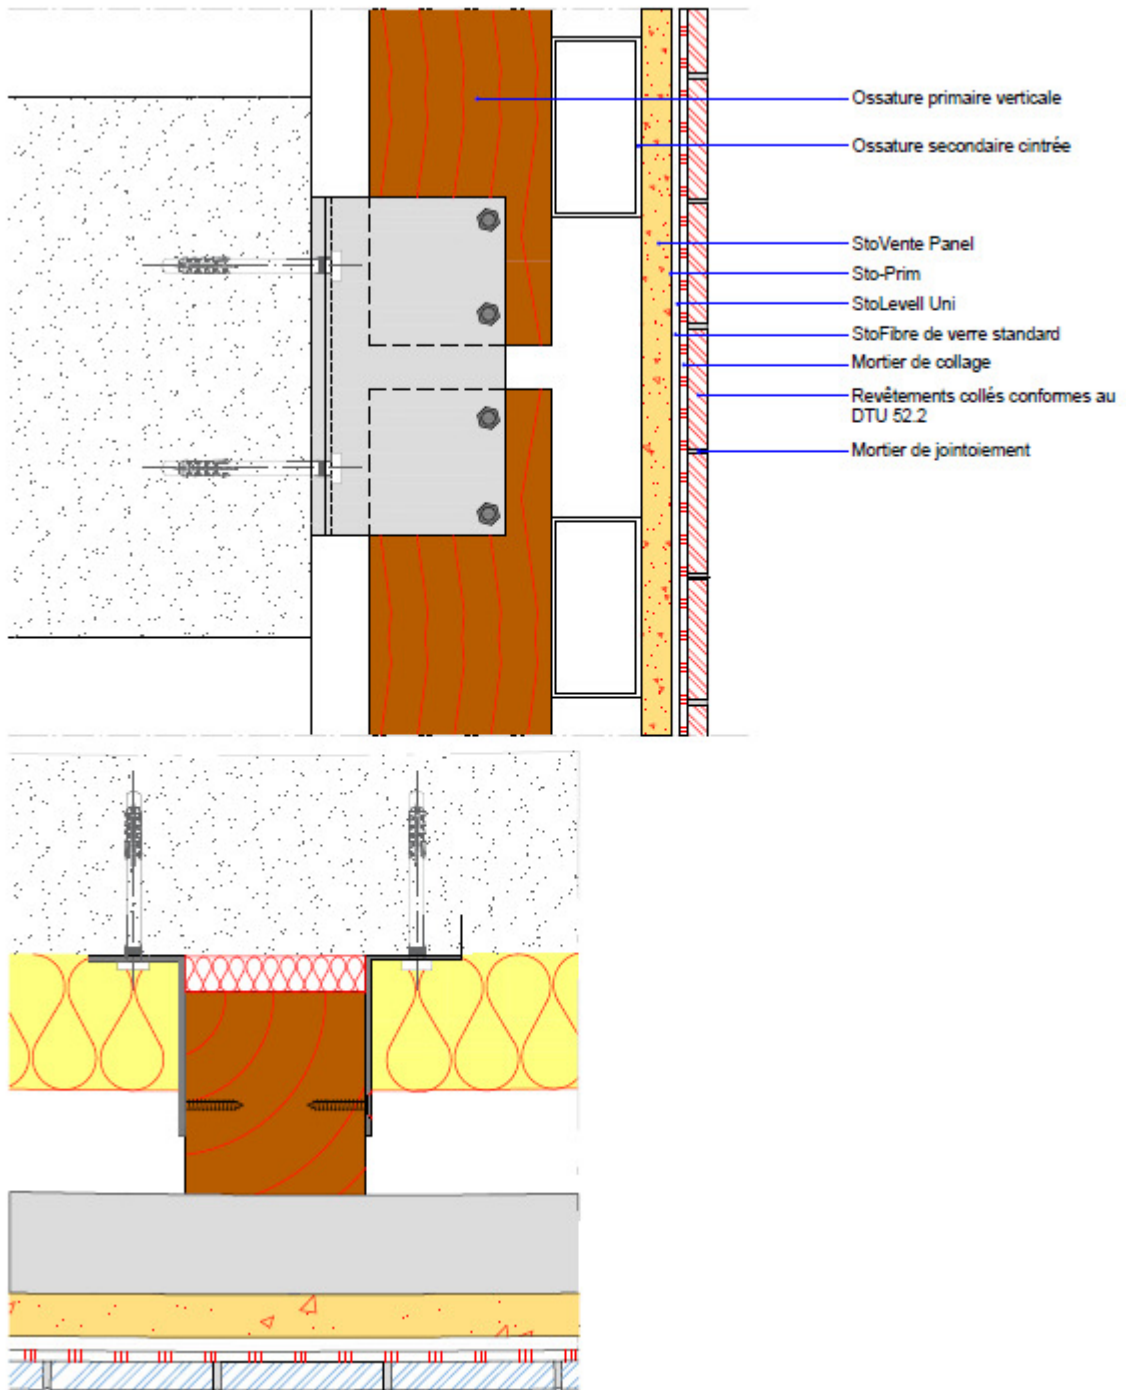 Ossature primaire verticale
Ossature secondaire cintrée
StoVente Panel
Sto-Prim
StoLevell Uni
StoFibre de verre standard
Mortier de collage
Revêtements collés conformes au
DTU 52.2
Mortier de jointoiement